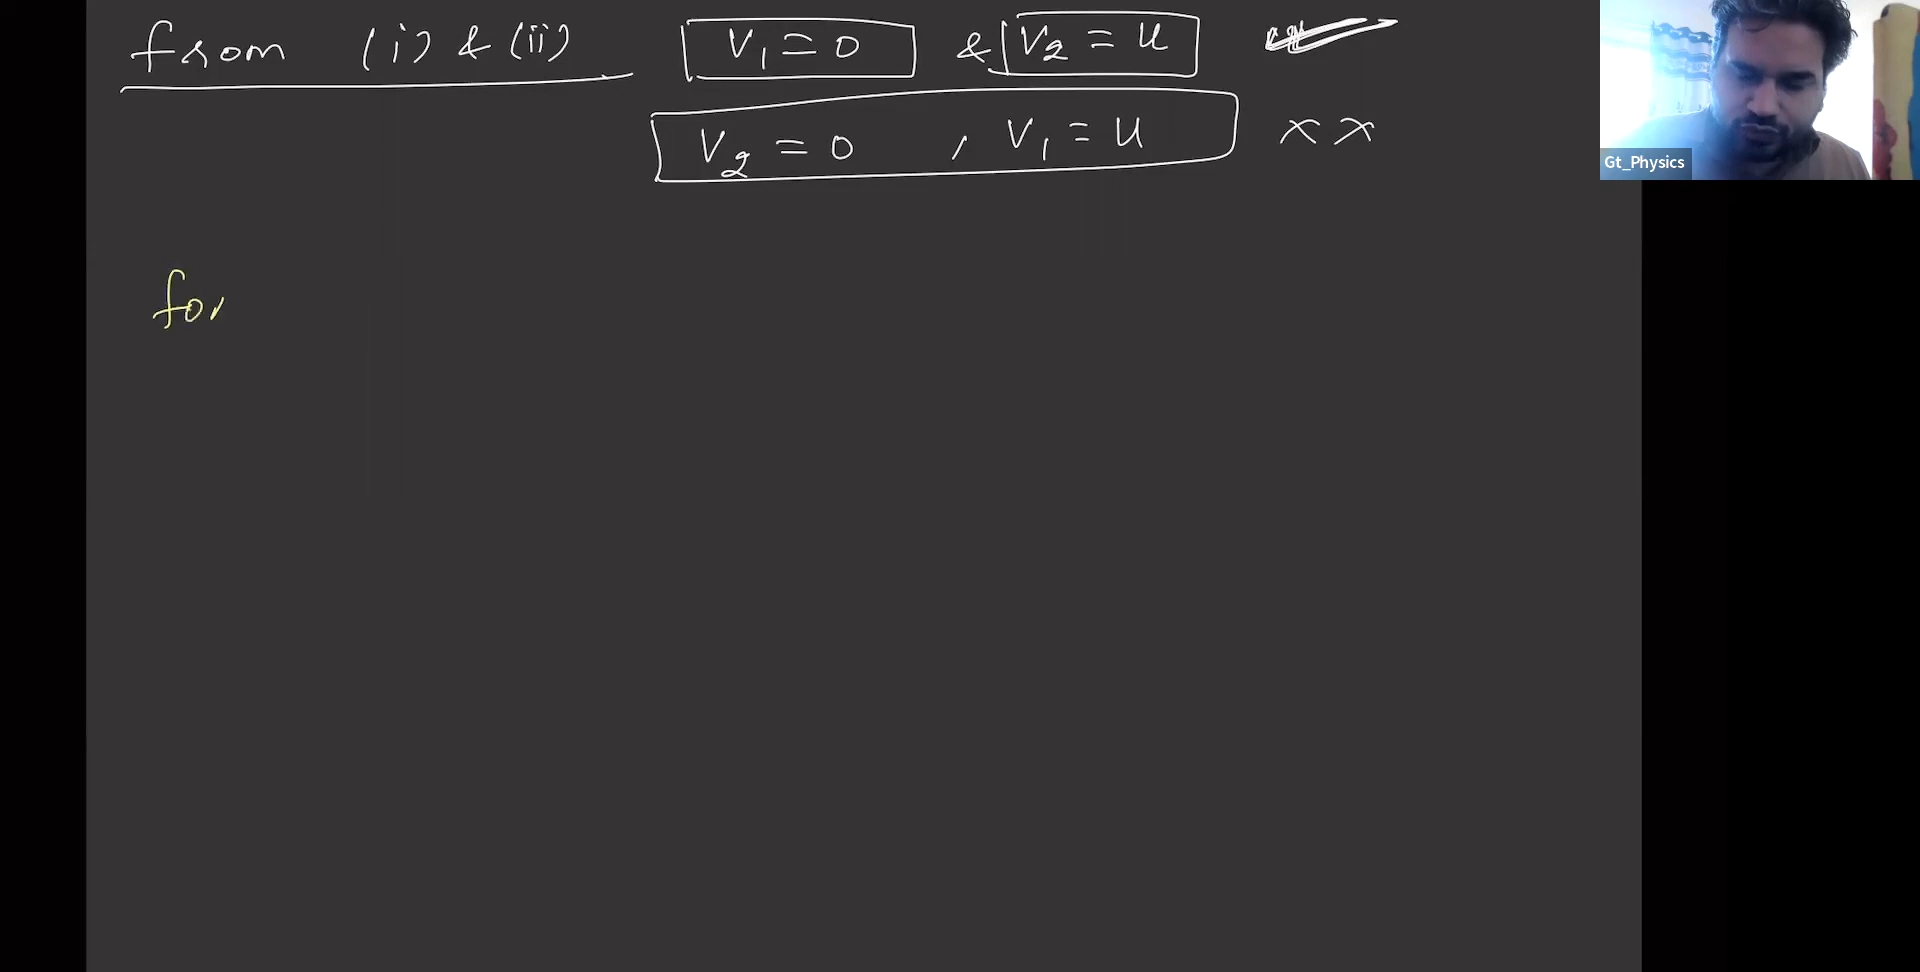 from (i) & (ii) V₁ = 0 & V₂ = u
V₂ = 0 , V₁ = u × ×
Gt_Physics
for